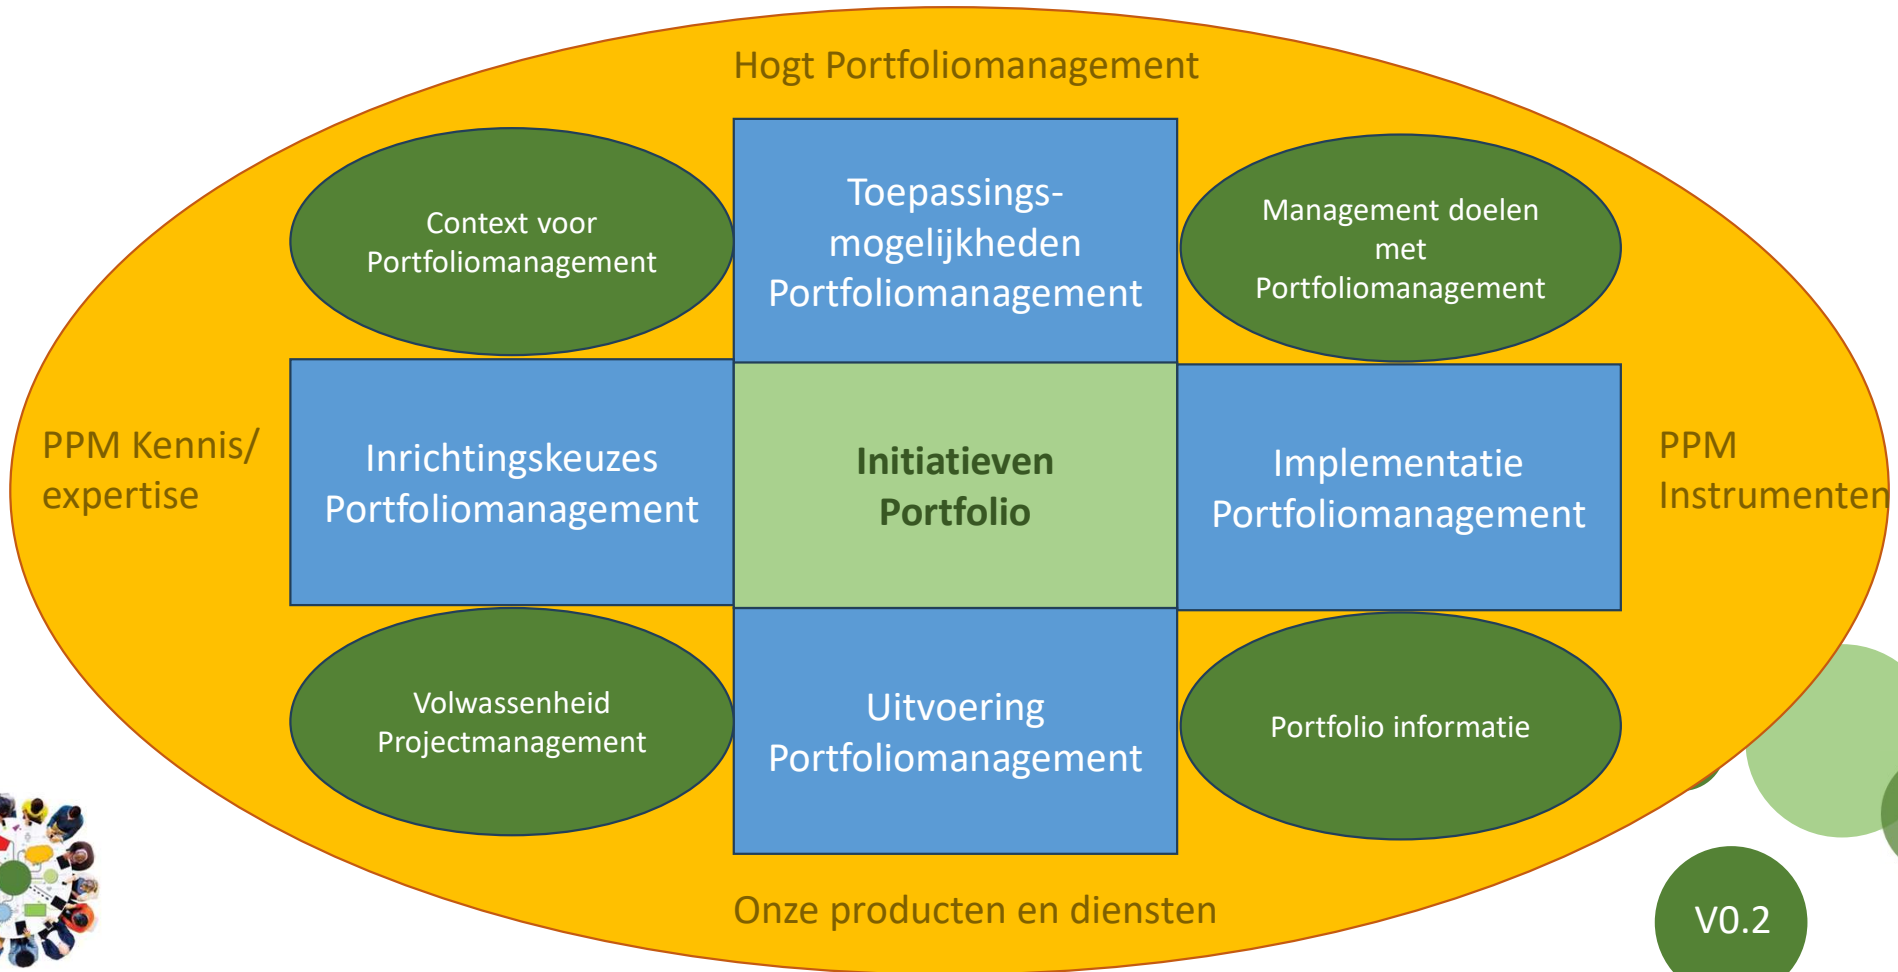 Hogt Portfoliomanagement
Context voor
Portfoliomanagement
Toepassings-
mogelijkheden
Portfoliomanagement
Management doelen
met
Portfoliomanagement
PPM Kennis/
expertise
Inrichtingskeuzes
Portfoliomanagement
Initiatieven
Portfolio
Implementatie
Portfoliomanagement
PPM
Instrumenten
Volwassenheid
Projectmanagement
Uitvoering
Portfoliomanagement
Portfolio informatie
Onze producten en diensten
V0.2